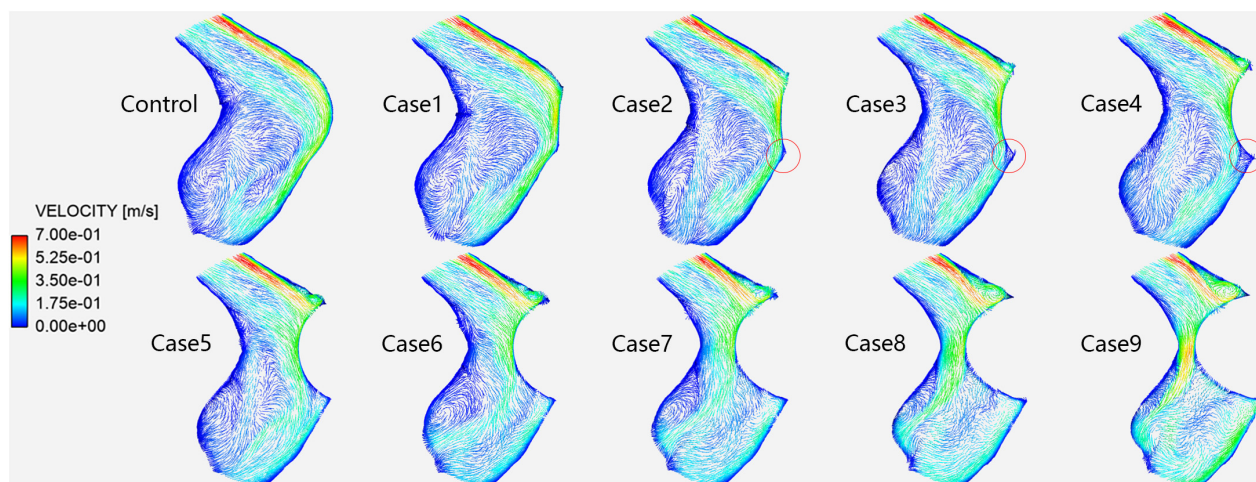 Control
Case1
Case2
Case3
Case4
VELOCITY [m/s]
7.00e-01
5.25e-01
3.50e-01
1.75e-01
0.00e+00
Case5
Case6
Case7
Case8
Case9